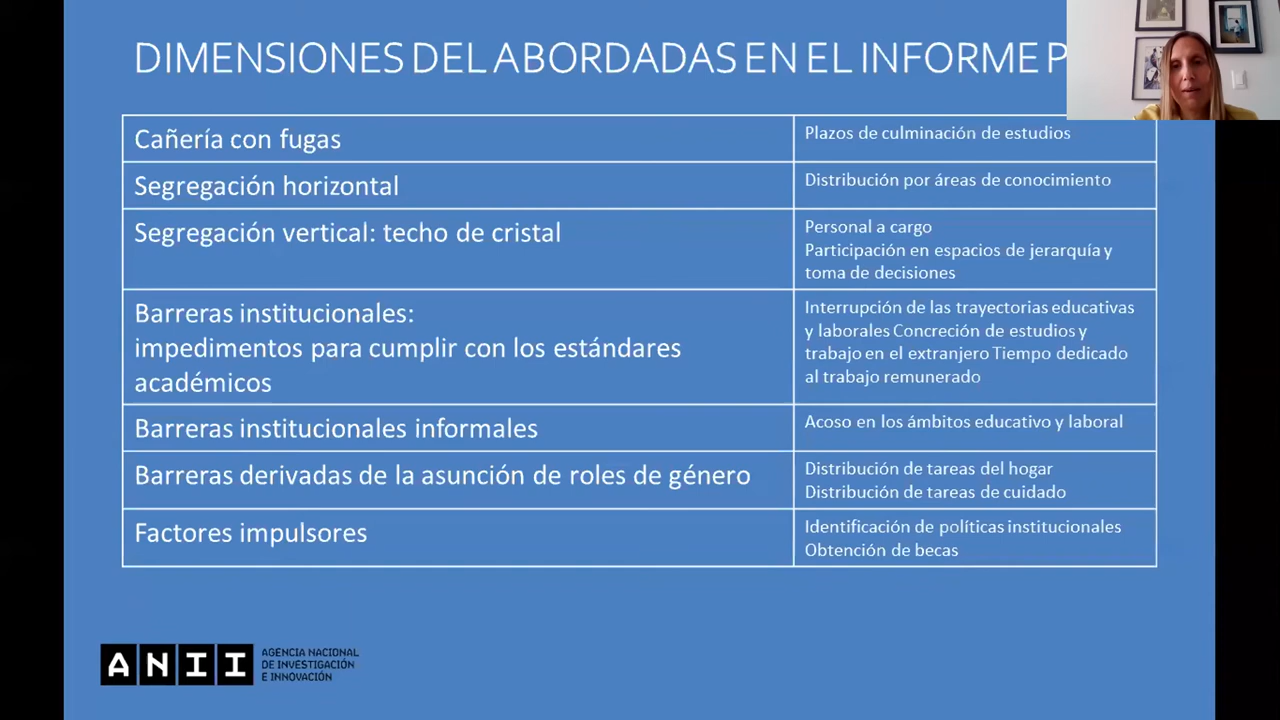 DIMENSIONES DEL ABORDADAS EN EL INFORME
Cañería con fugas
Plazos de culminación de estudios
Segregación horizontal
Distribución por áreas de conocimiento
Segregación vertical: techo de cristal
Personal a cargo
Participación en espacios de jerarquía y
toma de decisiones
Barreras institucionales:
impedimentos para cumplir con los estándares
académicos
Interrupción de las trayectorias educativas
y laborales Concreción de estudios y
trabajo en el extranjero Tiempo dedicado
al trabajo remunerado
Barreras institucionales informales
Acoso en los ámbitos educativo y laboral
Barreras derivadas de la asunción de roles de género
Distribución de tareas del hogar
Distribución de tareas de cuidado
Factores impulsores
Identificación de políticas institucionales
Obtención de becas
ANII
AGENCIA NACIONAL
DE INVESTIGACIÓN
E INNOVACIÓN